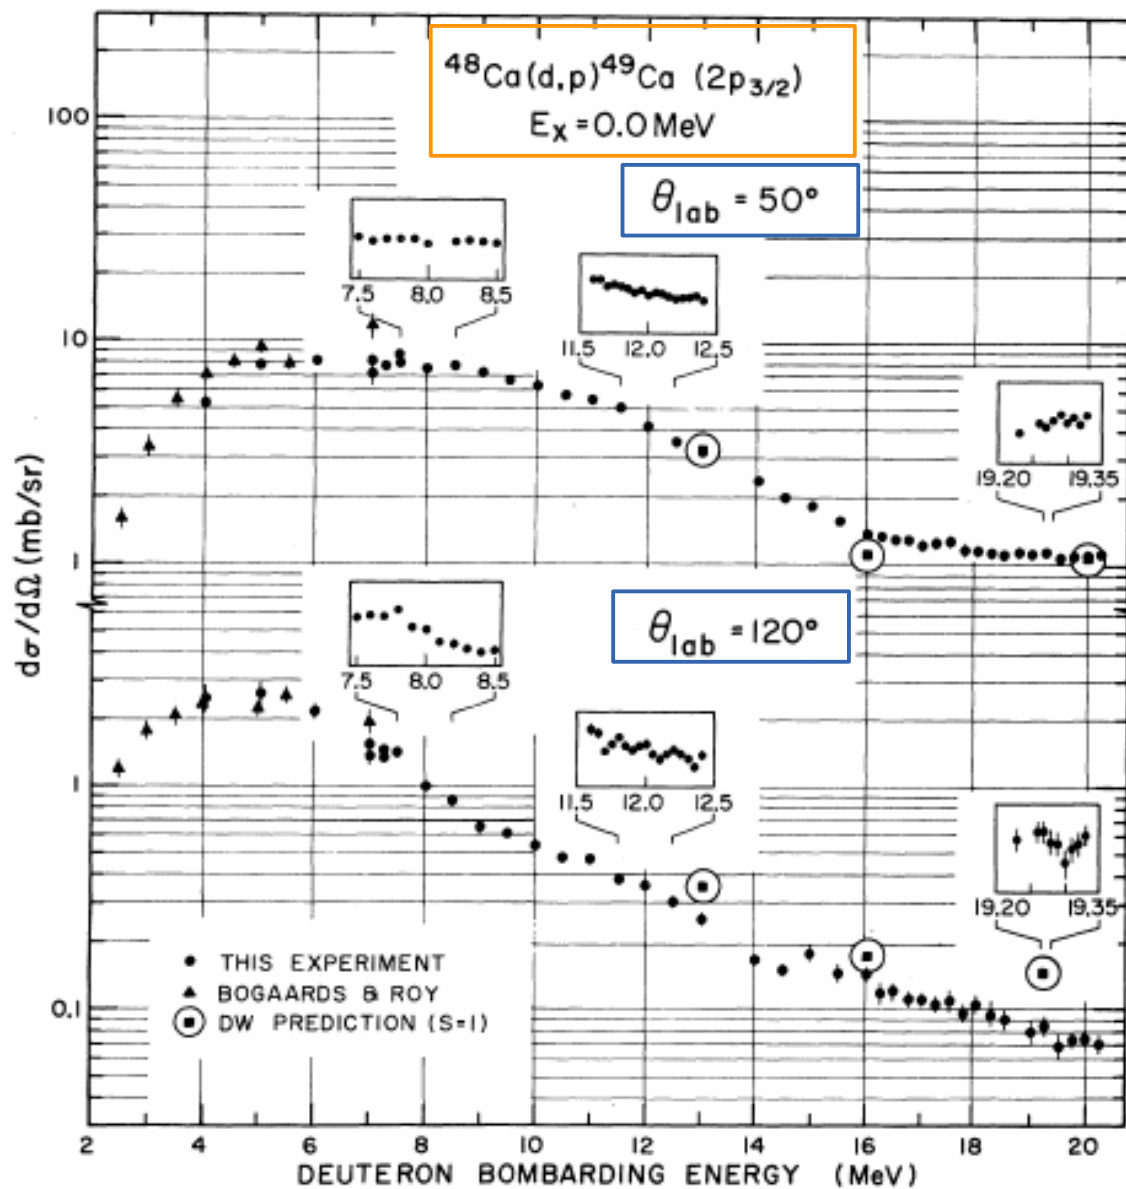 ⁴⁸Ca(d,p)⁴⁹Ca (2p₃/₂)
Eₓ = 0.0 MeV
100
θlab = 50°
7.5 8.0 8.5
11.5 12.0 12.5
10
19.20 19.35
dσ/dΩ (mb/sr)
1
θlab = 120°
7.5 8.0 8.5
11.5 12.0 12.5
1
19.20 19.35
● THIS EXPERIMENT
▲ BOGAARDS & ROY
DW PREDICTION (S=1)
0.1
2 4 6 8 10 12 14 16 18 20
DEUTERON BOMBARDING ENERGY (MeV)